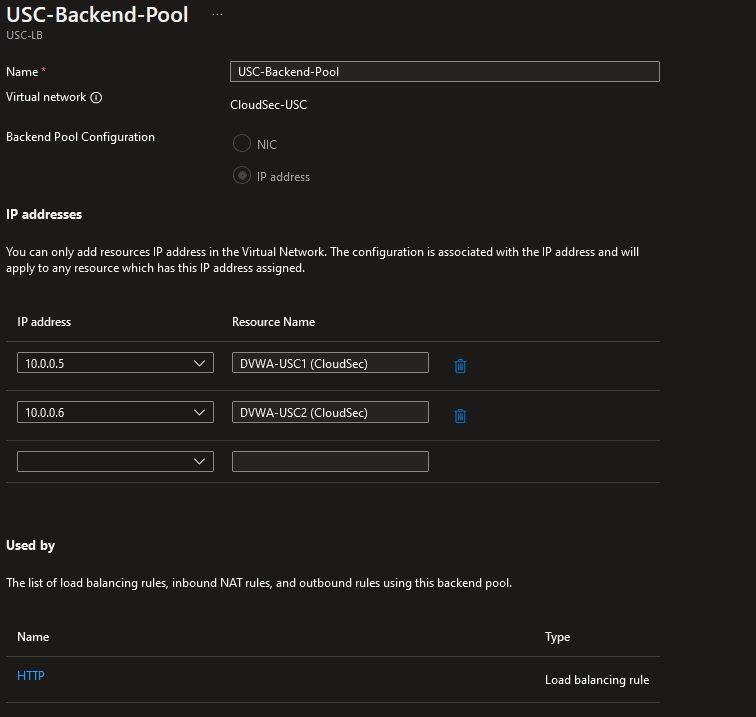 USC-Backend-Pool ...
USC-LB
Name *
USC-Backend-Pool
Virtual network
CloudSec-USC
Backend Pool Configuration
NIC
IP address
IP addresses
You can only add resources IP address in the Virtual Network. The configuration is associated with the IP address and will
apply to any resource which has this IP address assigned.
IP address Resource Name
10.0.0.5 DVWA-USC1 (CloudSec)
10.0.0.6 DVWA-USC2 (CloudSec)
Used by
The list of load balancing rules, inbound NAT rules, and outbound rules using this backend pool.
Name Type
HTTP Load balancing rule